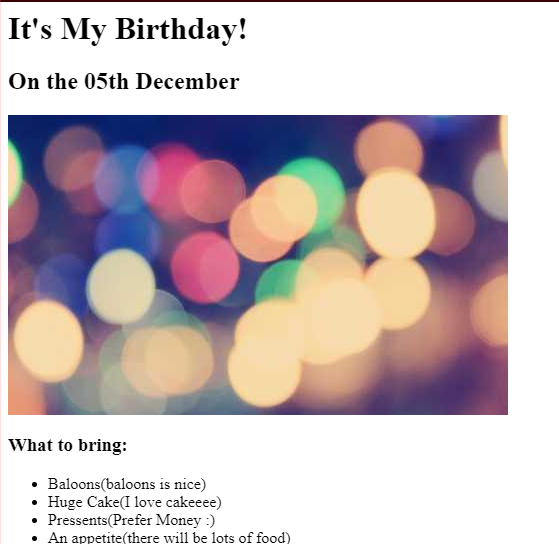 It's My Birthday!
On the 05th December
What to bring:
Baloons(baloons is nice)
Huge Cake(I love cakeeee)
Pressents(Prefer Money :)
An appetite(there will be lots of food)